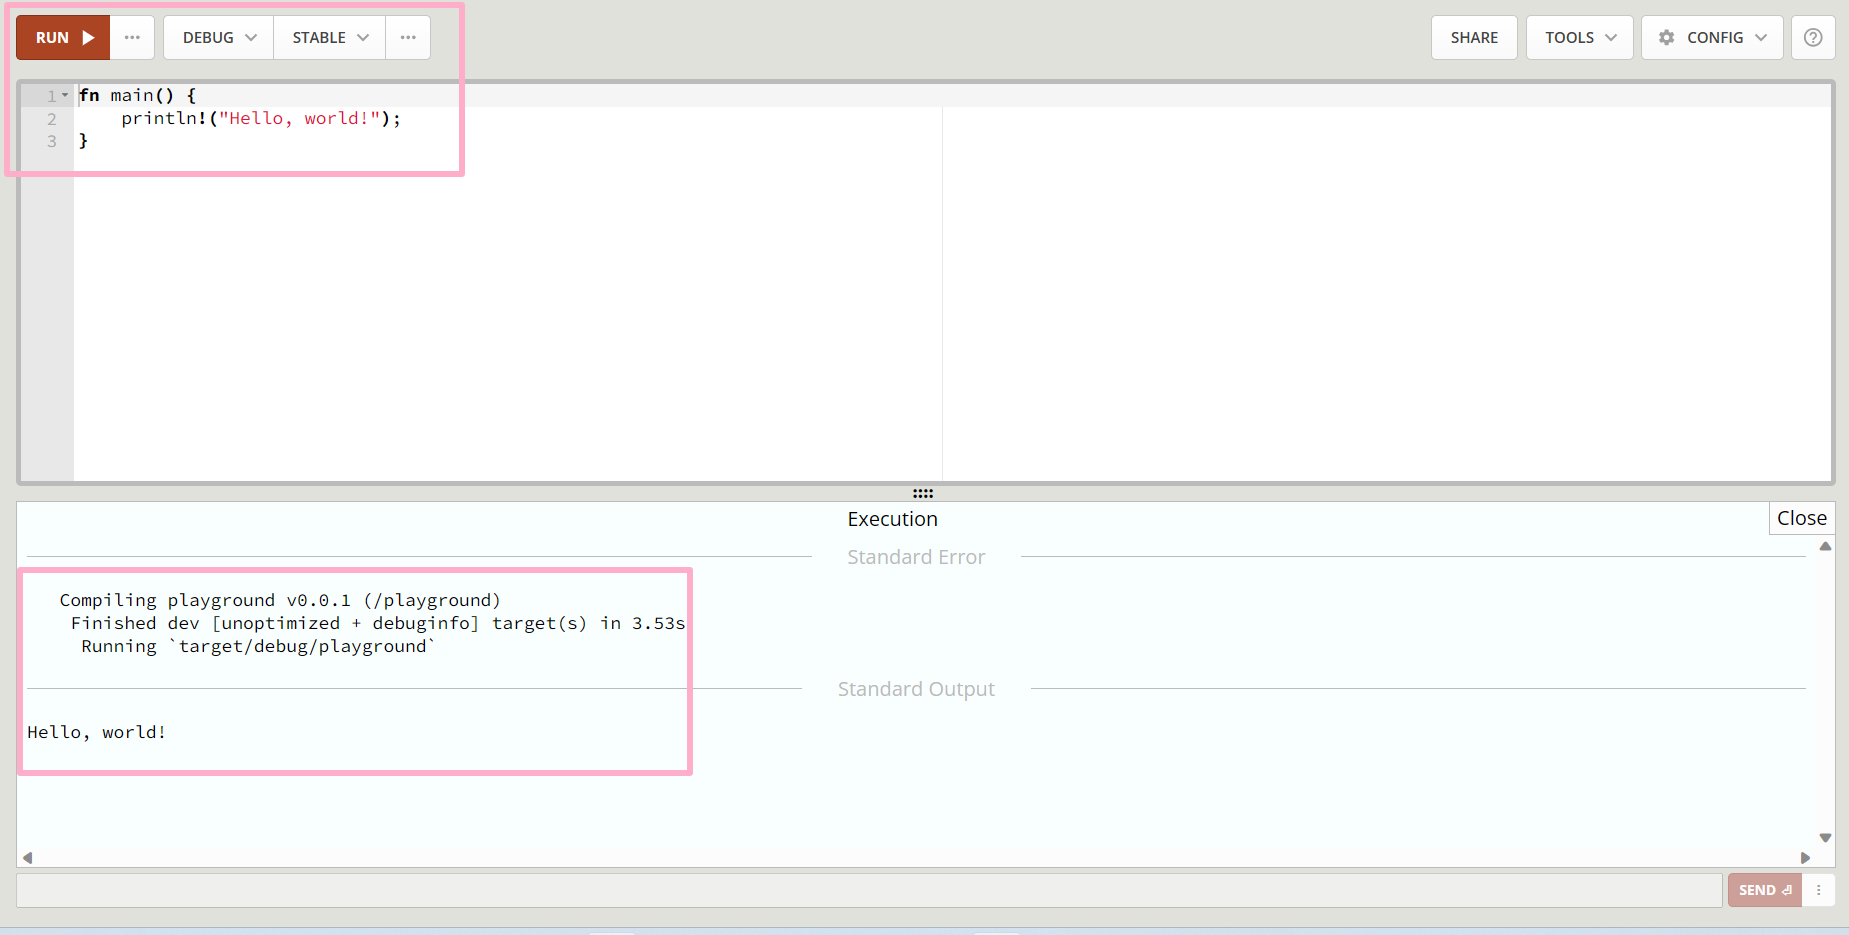 RUN ▶ ··· DEBUG STABLE ··· SHARE TOOLS CONFIG ?
1 fn main() {
2     println!("Hello, world!");
3 }
Execution
Close
Standard Error
   Compiling playground v0.0.1 (/playground)
    Finished dev [unoptimized + debuginfo] target(s) in 3.53s
     Running `target/debug/playground`
Standard Output
Hello, world!
SEND ⏎